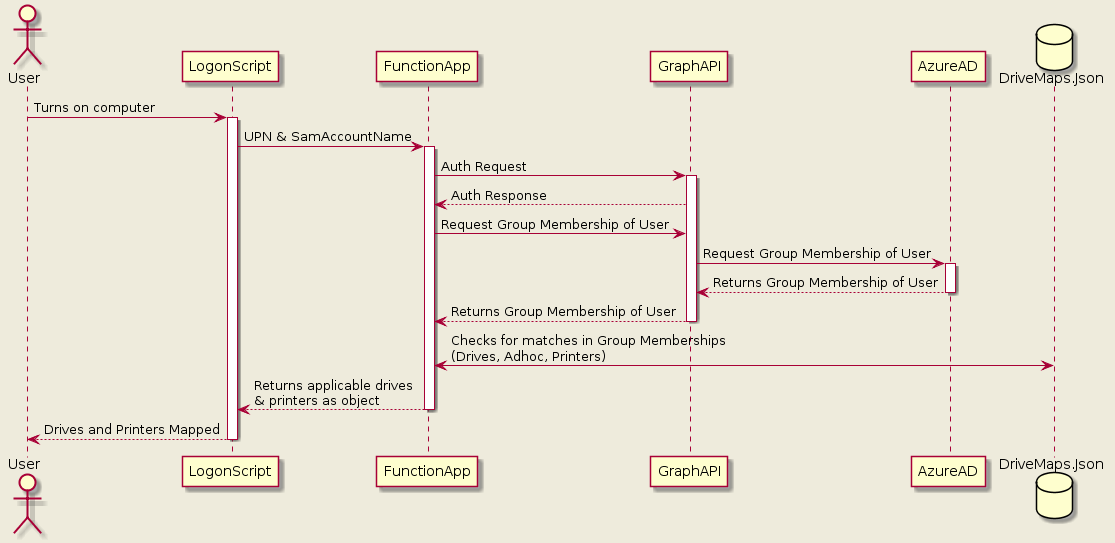 User
LogonScript
FunctionApp
GraphAPI
AzureAD
DriveMaps.Json
Turns on computer
UPN & SamAccountName
Auth Request
Auth Response
Request Group Membership of User
Request Group Membership of User
Returns Group Membership of User
Returns Group Membership of User
Checks for matches in Group Memberships
(Drives, Adhoc, Printers)
Returns applicable drives
& printers as object
Drives and Printers Mapped
User
LogonScript
FunctionApp
GraphAPI
AzureAD
DriveMaps.Json